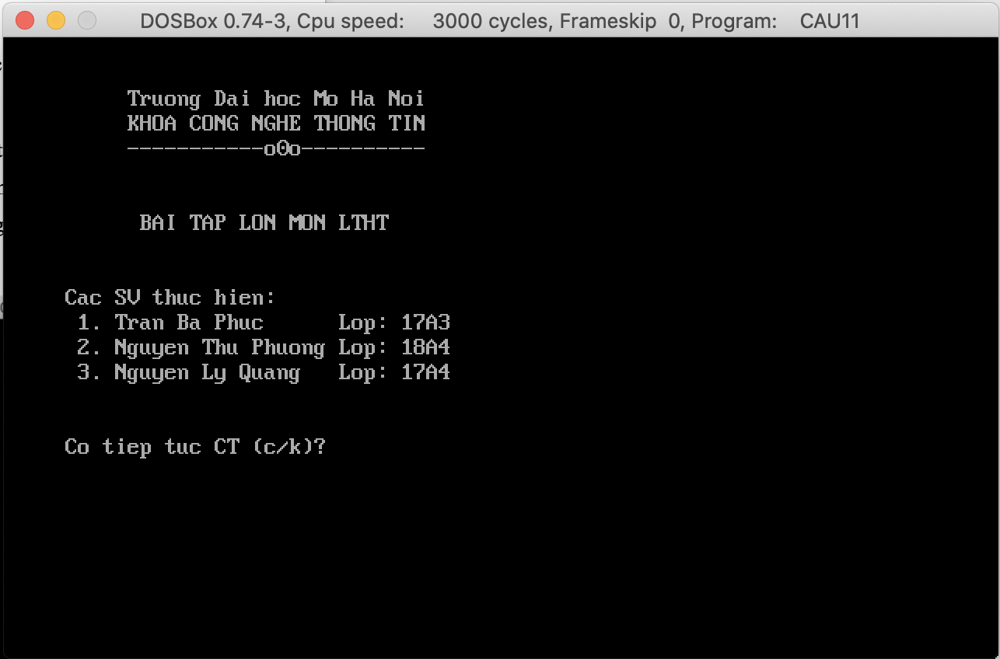 DOSBox 0.74-3, Cpu speed: 3000 cycles, Frameskip 0, Program: CAU11
Truong Dai hoc Mo Ha Noi
KHOA CONG NGHE THONG TIN
-----------o0o----------
BAI TAP LON MON LTHT
Cac SV thuc hien:
1. Tran Ba Phuc Lop: 17A3
2. Nguyen Thu Phuong Lop: 18A4
3. Nguyen Ly Quang Lop: 17A4
Co tiep tuc CT (c/k)?